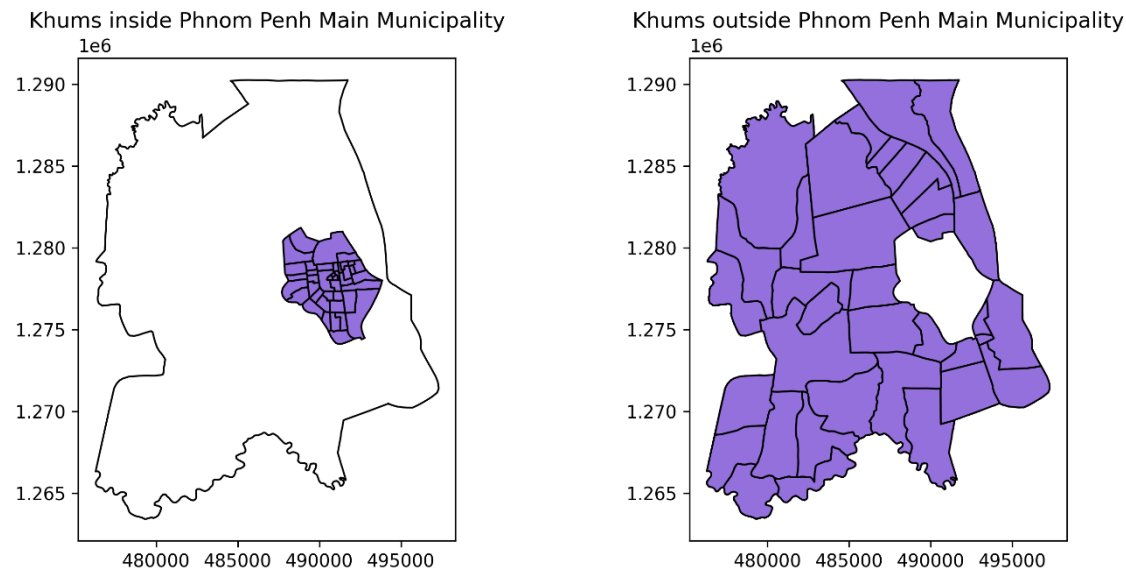 Khums inside Phnom Penh Main Municipality
1e6
1.290
1.285
1.280
1.275
1.270
1.265
480000 485000 490000 495000
Khums outside Phnom Penh Main Municipality
1e6
1.290
1.285
1.280
1.275
1.270
1.265
480000 485000 490000 495000